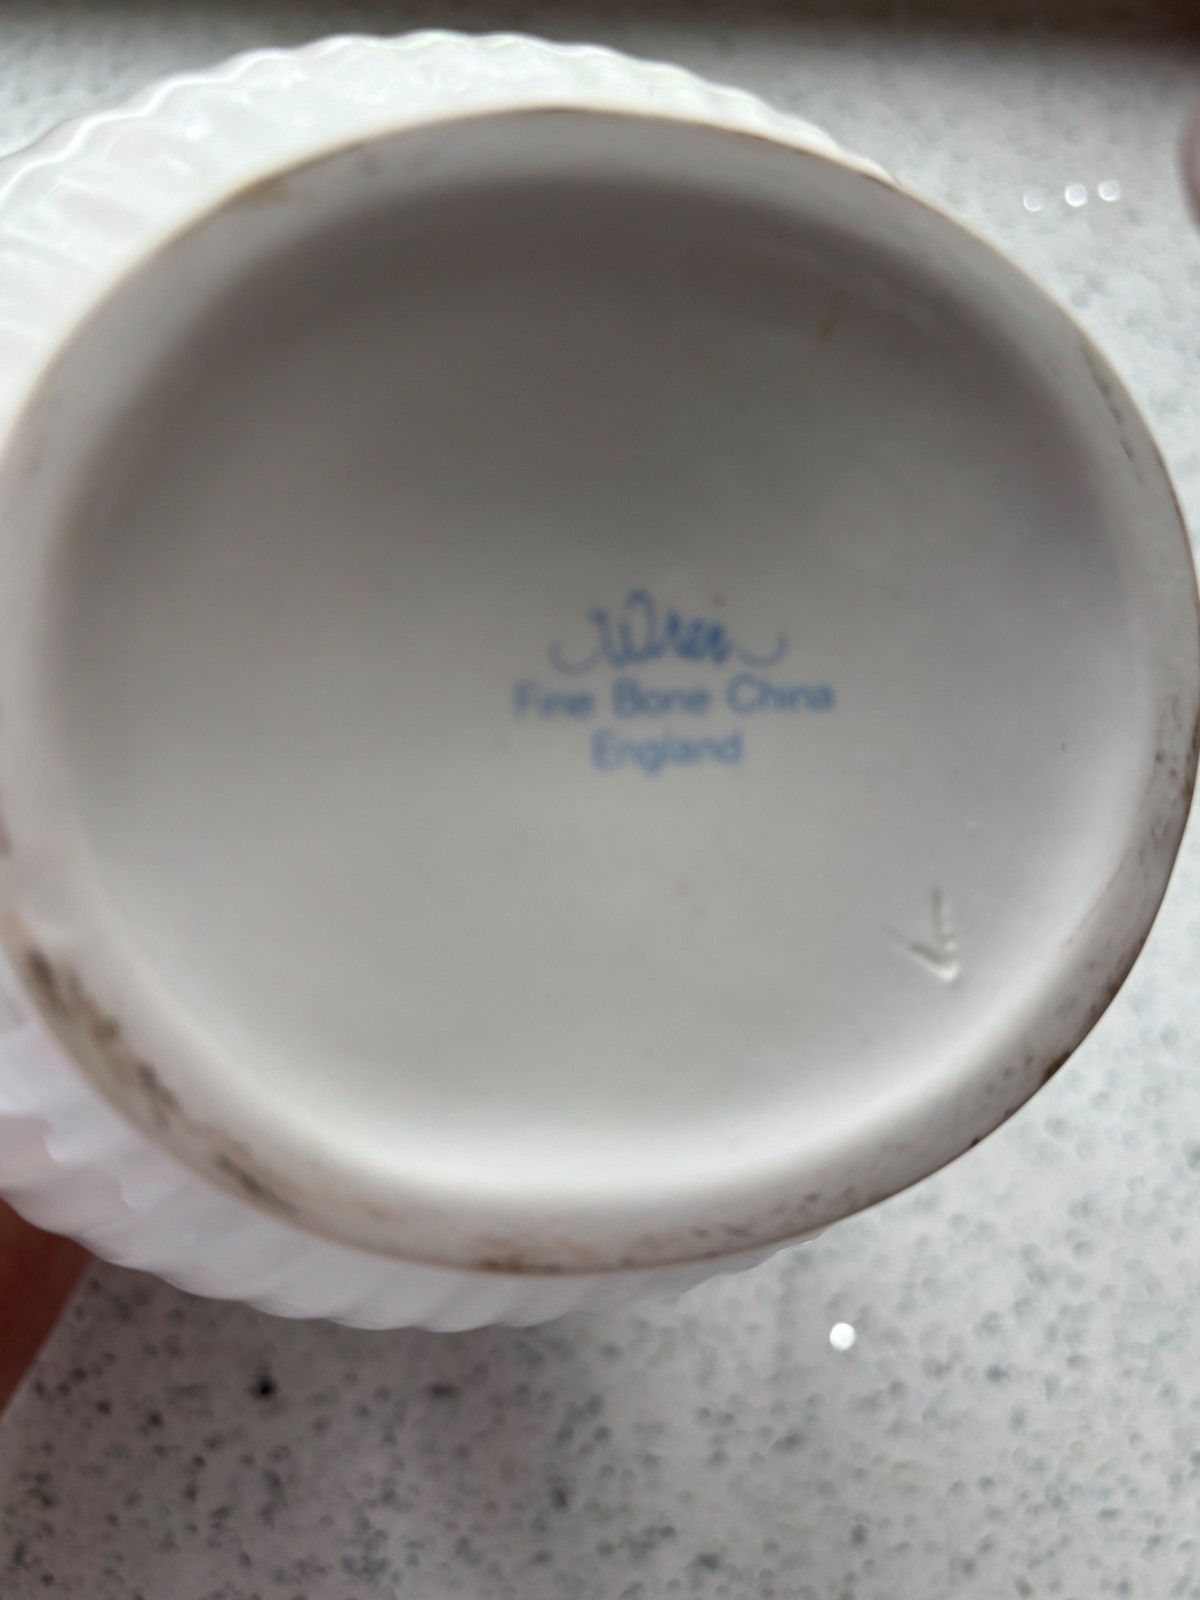 Wren
Fine Bone China
England
V